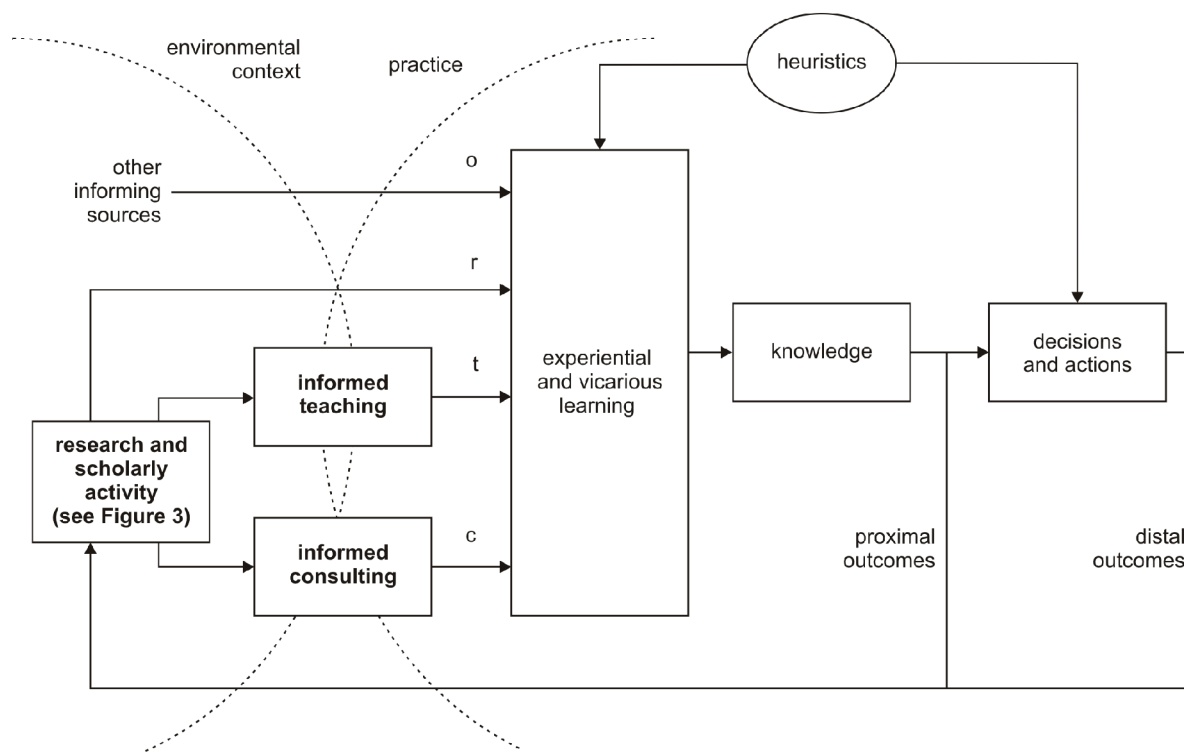 environmental
context
practice
heuristics
other
informing
sources
o
r
t
c
informed
teaching
research and
scholarly
activity
(see Figure 3)
informed
consulting
experiential
and vicarious
learning
knowledge
decisions
and actions
proximal
outcomes
distal
outcomes